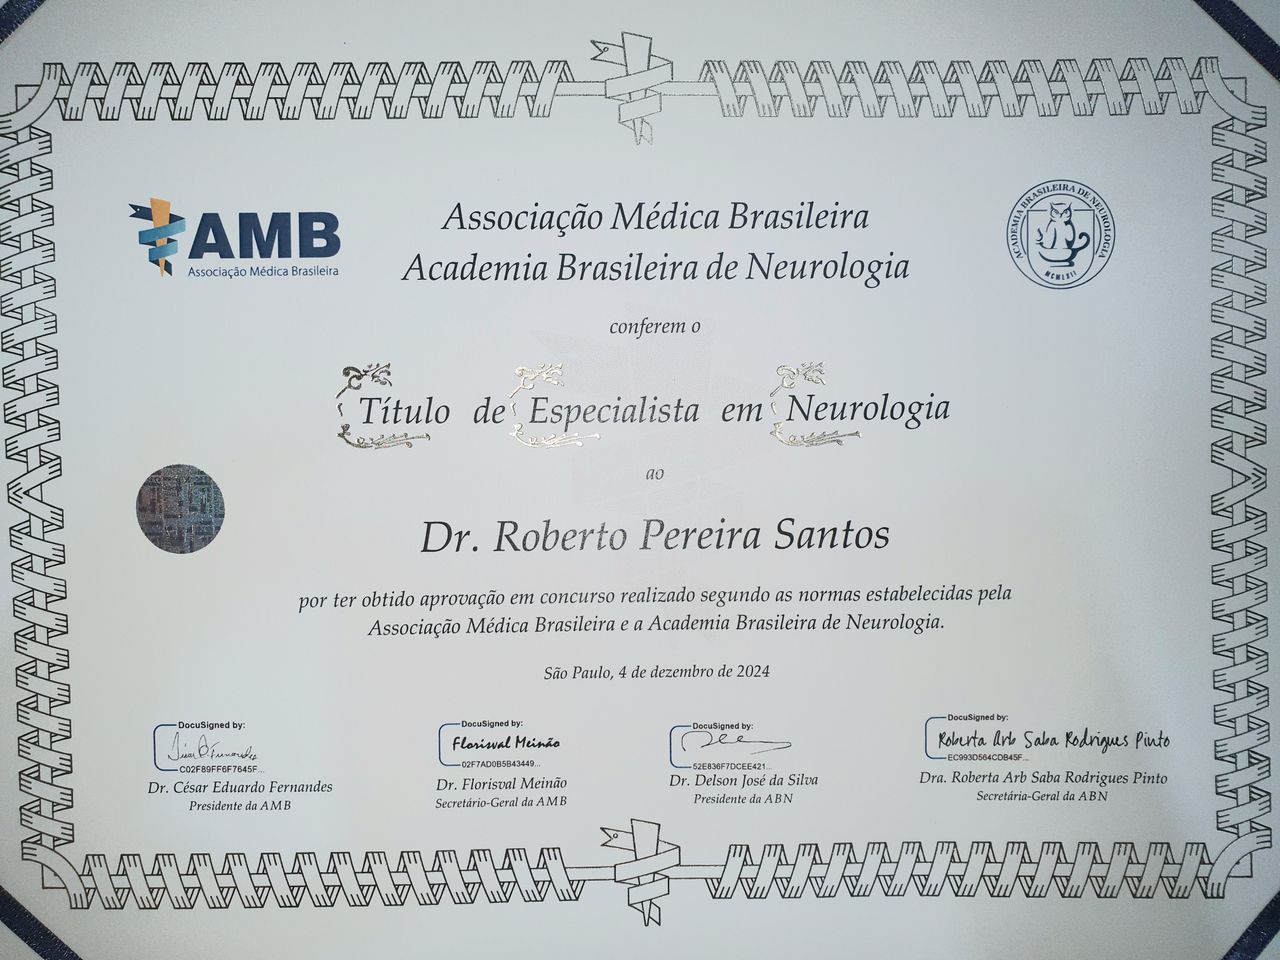 AMB
Associação Médica Brasileira
Associação Médica Brasileira
Academia Brasileira de Neurologia
ACADEMIA BRASILEIRA DE NEUROLOGIA
MCMLXII
conferem o
Título de Especialista em Neurologia
ao
Dr. Roberto Pereira Santos
por ter obtido aprovação em concurso realizado segundo as normas estabelecidas pela
Associação Médica Brasileira e a Academia Brasileira de Neurologia.
São Paulo, 4 de dezembro de 2024
DocuSigned by:
C02F89FF6F7645F...
Dr. César Eduardo Fernandes
Presidente da AMB
DocuSigned by:
Florisval Meinão
02F7AD0B5B43449...
Dr. Florisval Meinão
Secretário-Geral da AMB
DocuSigned by:
52E836F7DCEE421...
Dr. Delson José da Silva
Presidente da ABN
DocuSigned by:
Roberta Arb Saba Rodrigues Pinto
EC993D564CDB45F...
Dra. Roberta Arb Saba Rodrigues Pinto
Secretária-Geral da ABN